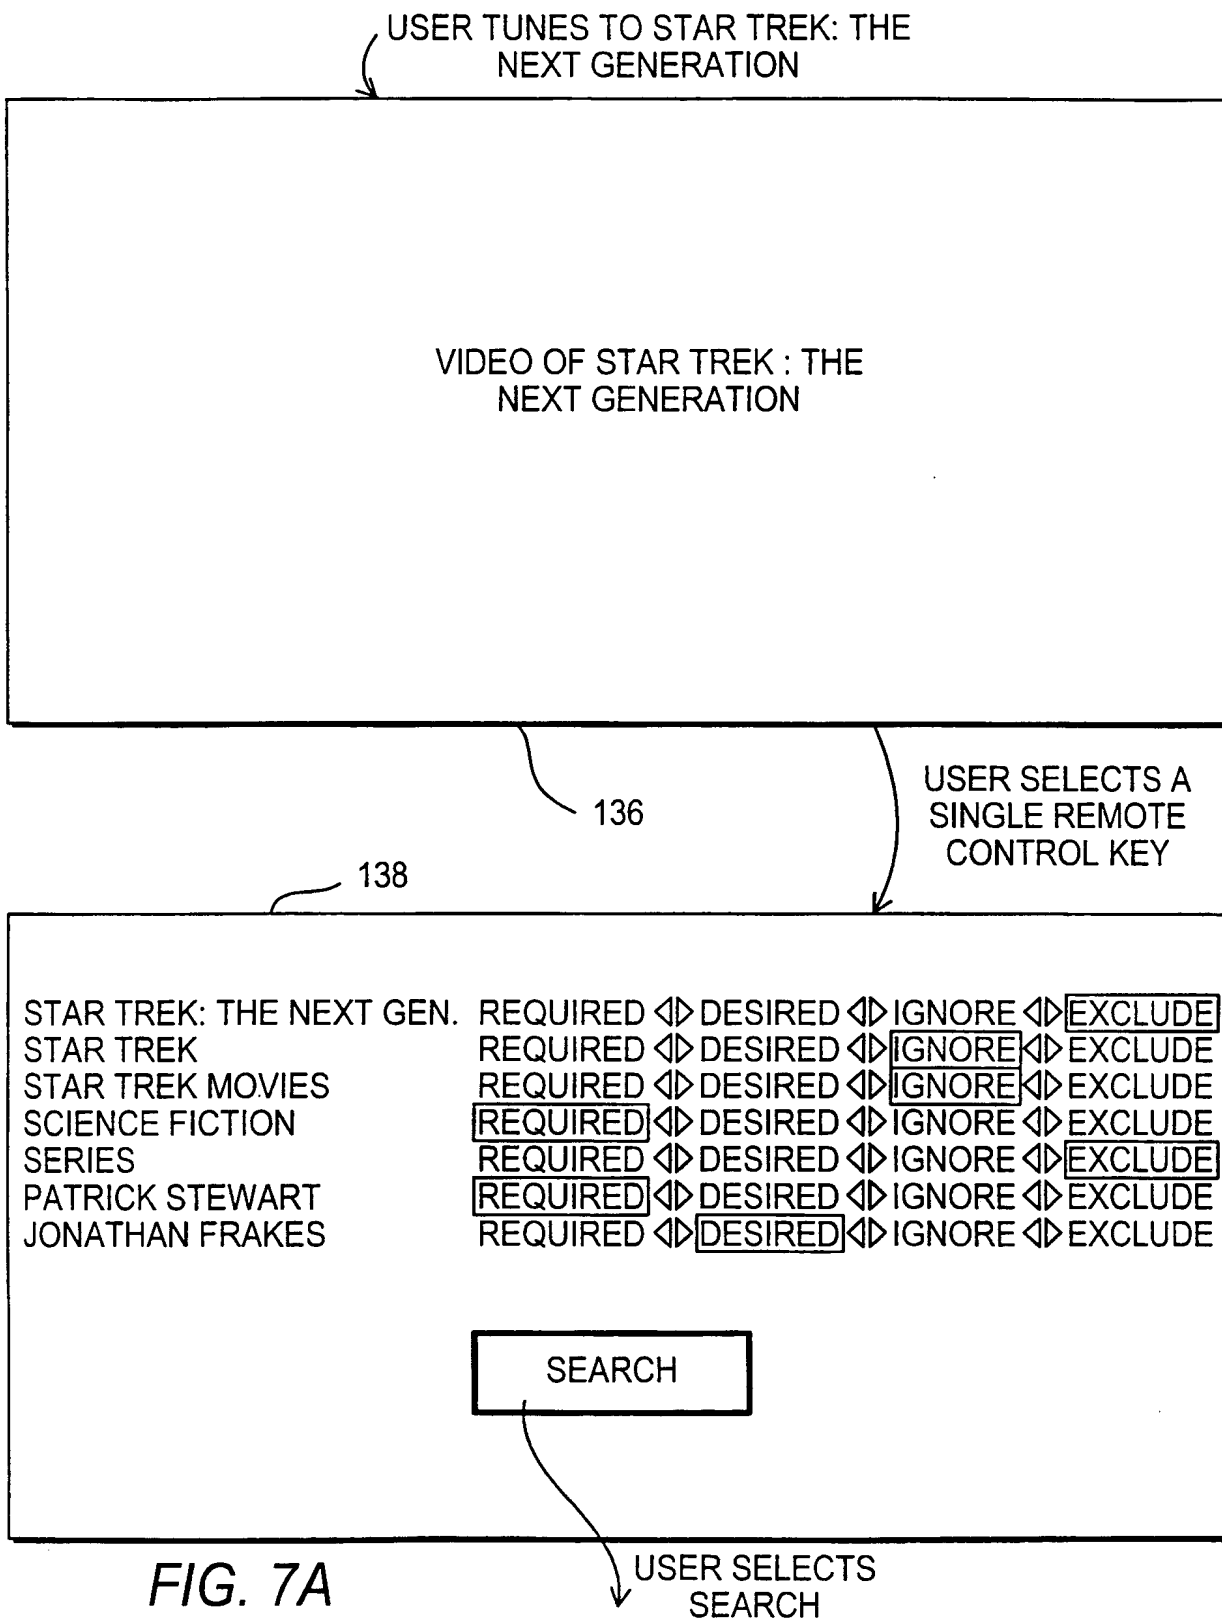 USER TUNES TO STAR TREK: THE
NEXT GENERATION
VIDEO OF STAR TREK : THE
NEXT GENERATION
136
USER SELECTS A
SINGLE REMOTE
CONTROL KEY
138
STAR TREK: THE NEXT GEN. REQUIRED DESIRED IGNORE EXCLUDE
STAR TREK REQUIRED DESIRED IGNORE EXCLUDE
STAR TREK MOVIES REQUIRED DESIRED IGNORE EXCLUDE
SCIENCE FICTION REQUIRED DESIRED IGNORE EXCLUDE
SERIES REQUIRED DESIRED IGNORE EXCLUDE
PATRICK STEWART REQUIRED DESIRED IGNORE EXCLUDE
JONATHAN FRAKES REQUIRED DESIRED IGNORE EXCLUDE
SEARCH
USER SELECTS
SEARCH
FIG. 7A